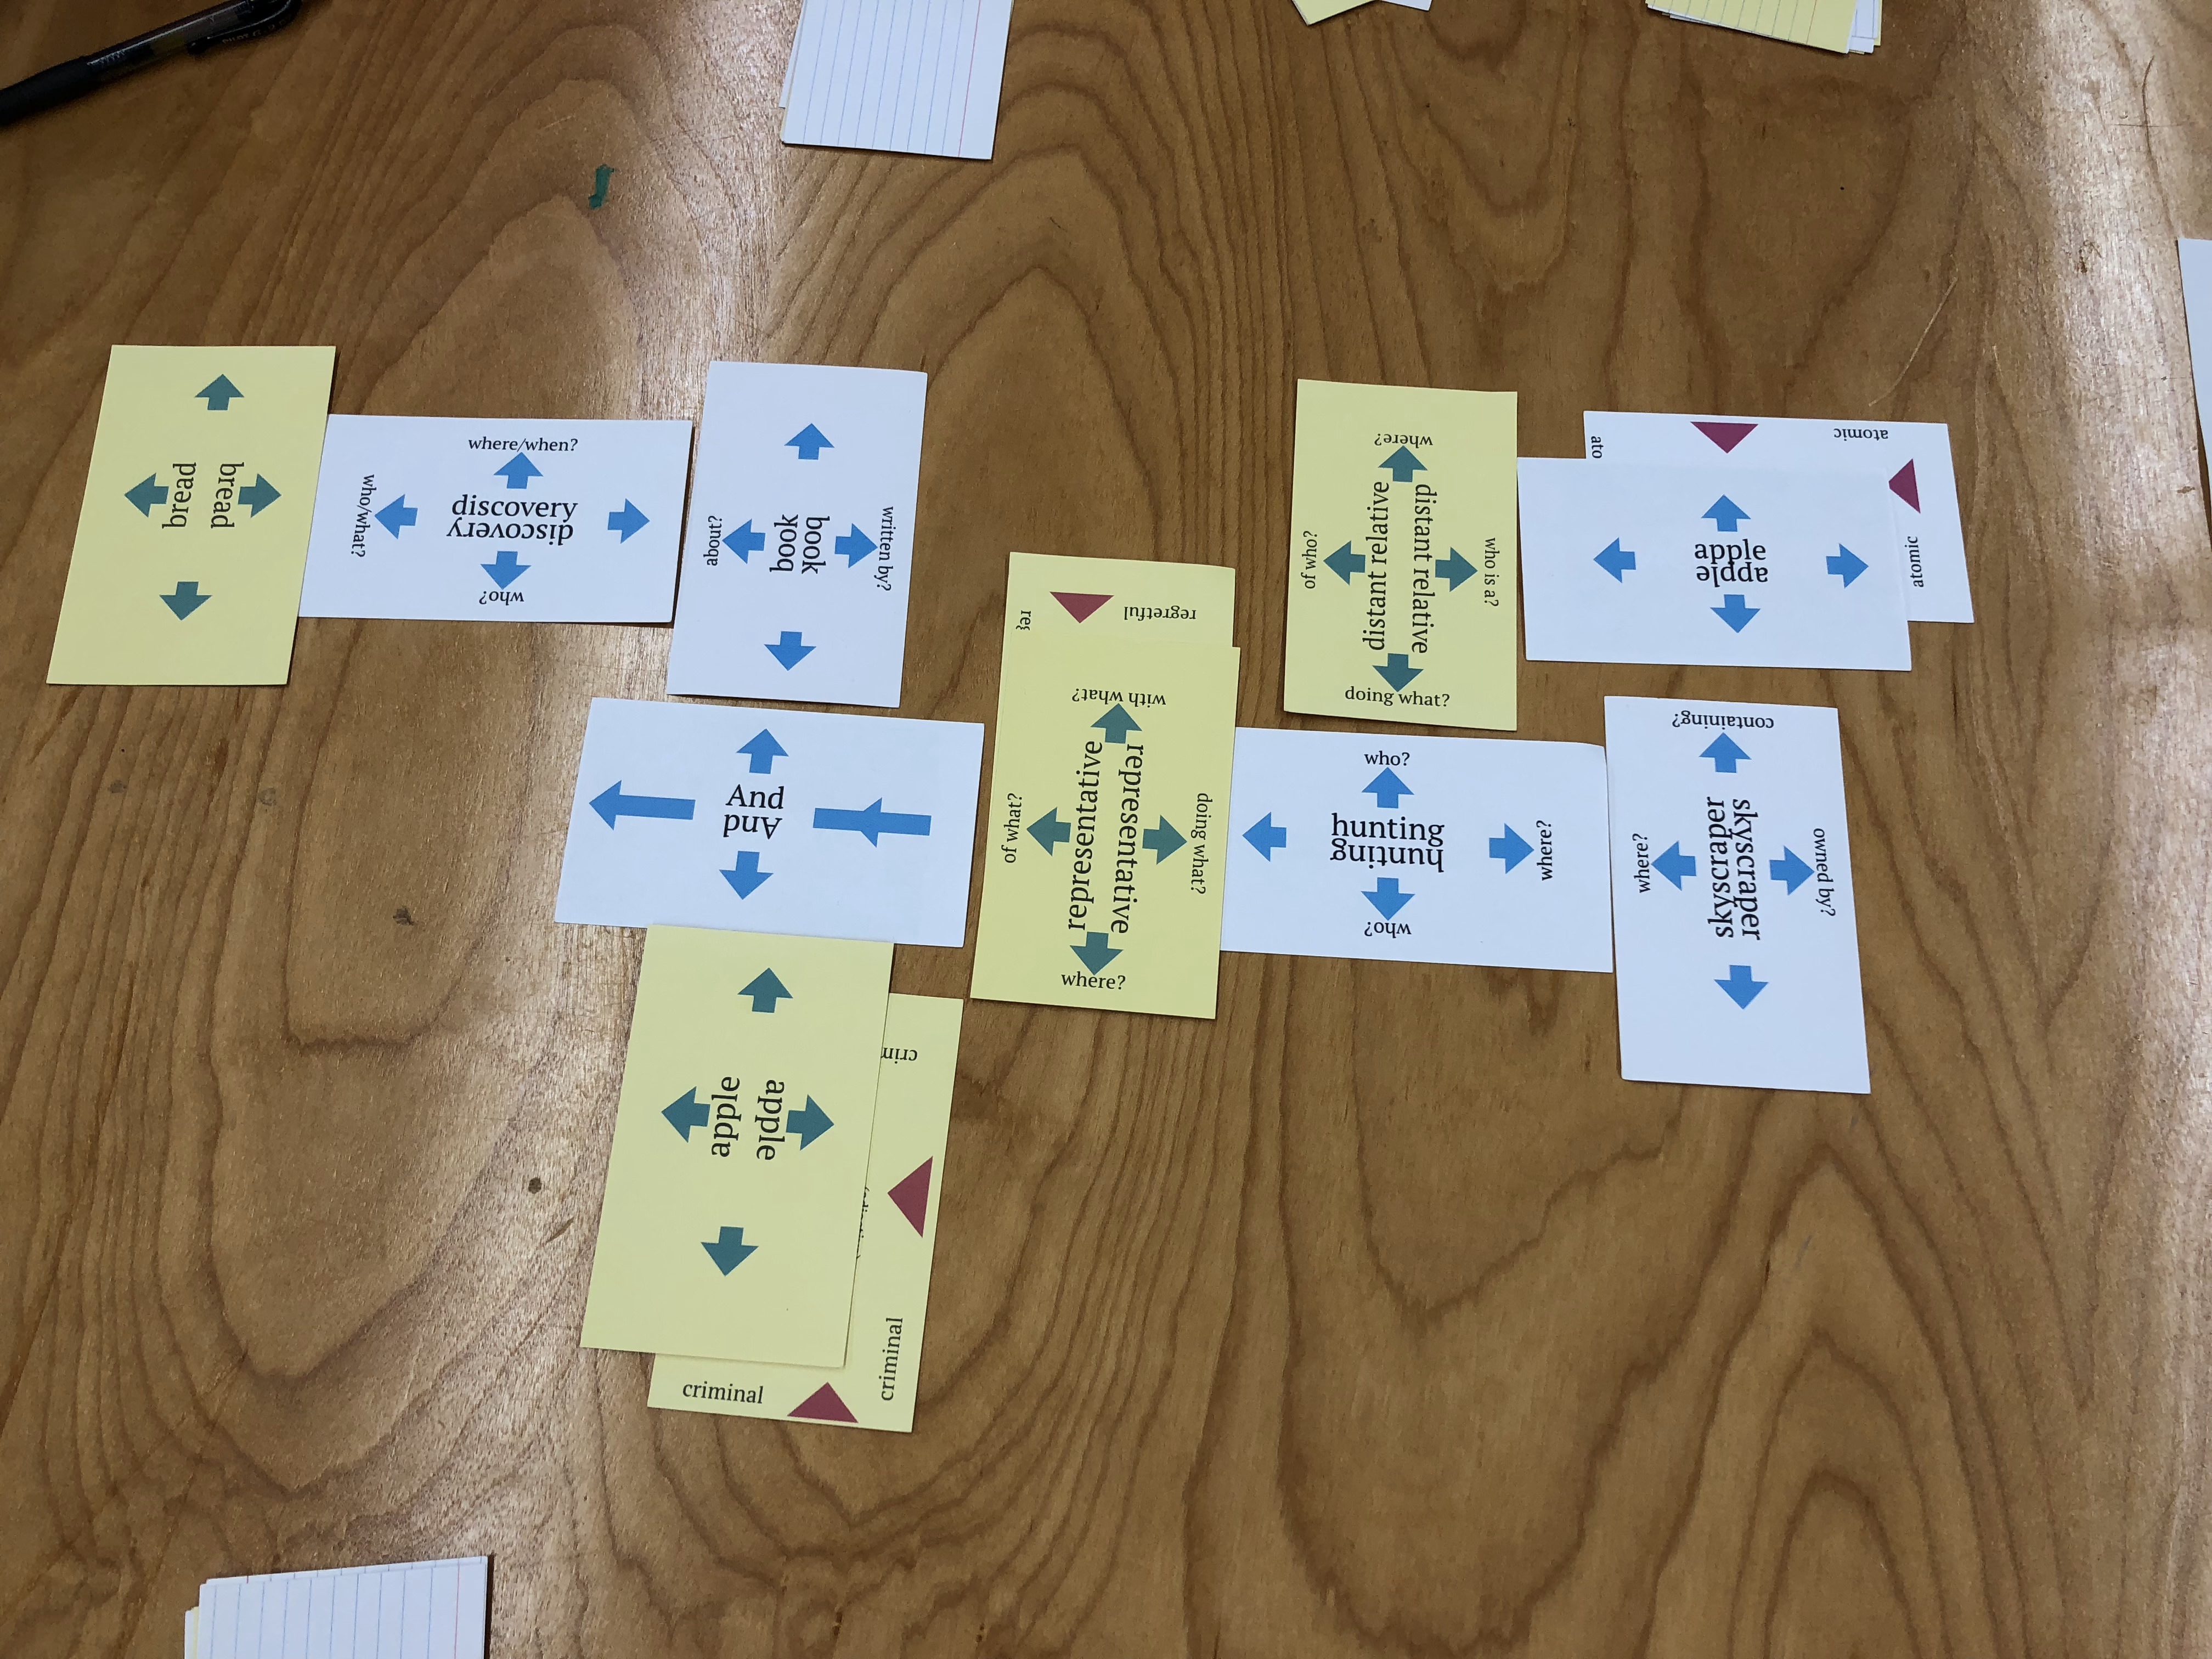 bread
bread
where/when?
who/what?
discovery
discovery
who?
about?
book
book
written by?
where?
of who?
distant relative
distant relative
who is a?
doing what?
atomic
ato
atomic
apple
apple
regretful
with what?
of what?
representative
representative
doing what?
where?
And
And
who?
hunting
hunting
where?
who?
containing?
where?
skyscraper
skyscraper
owned by?
apple
apple
crim
criminal
criminal